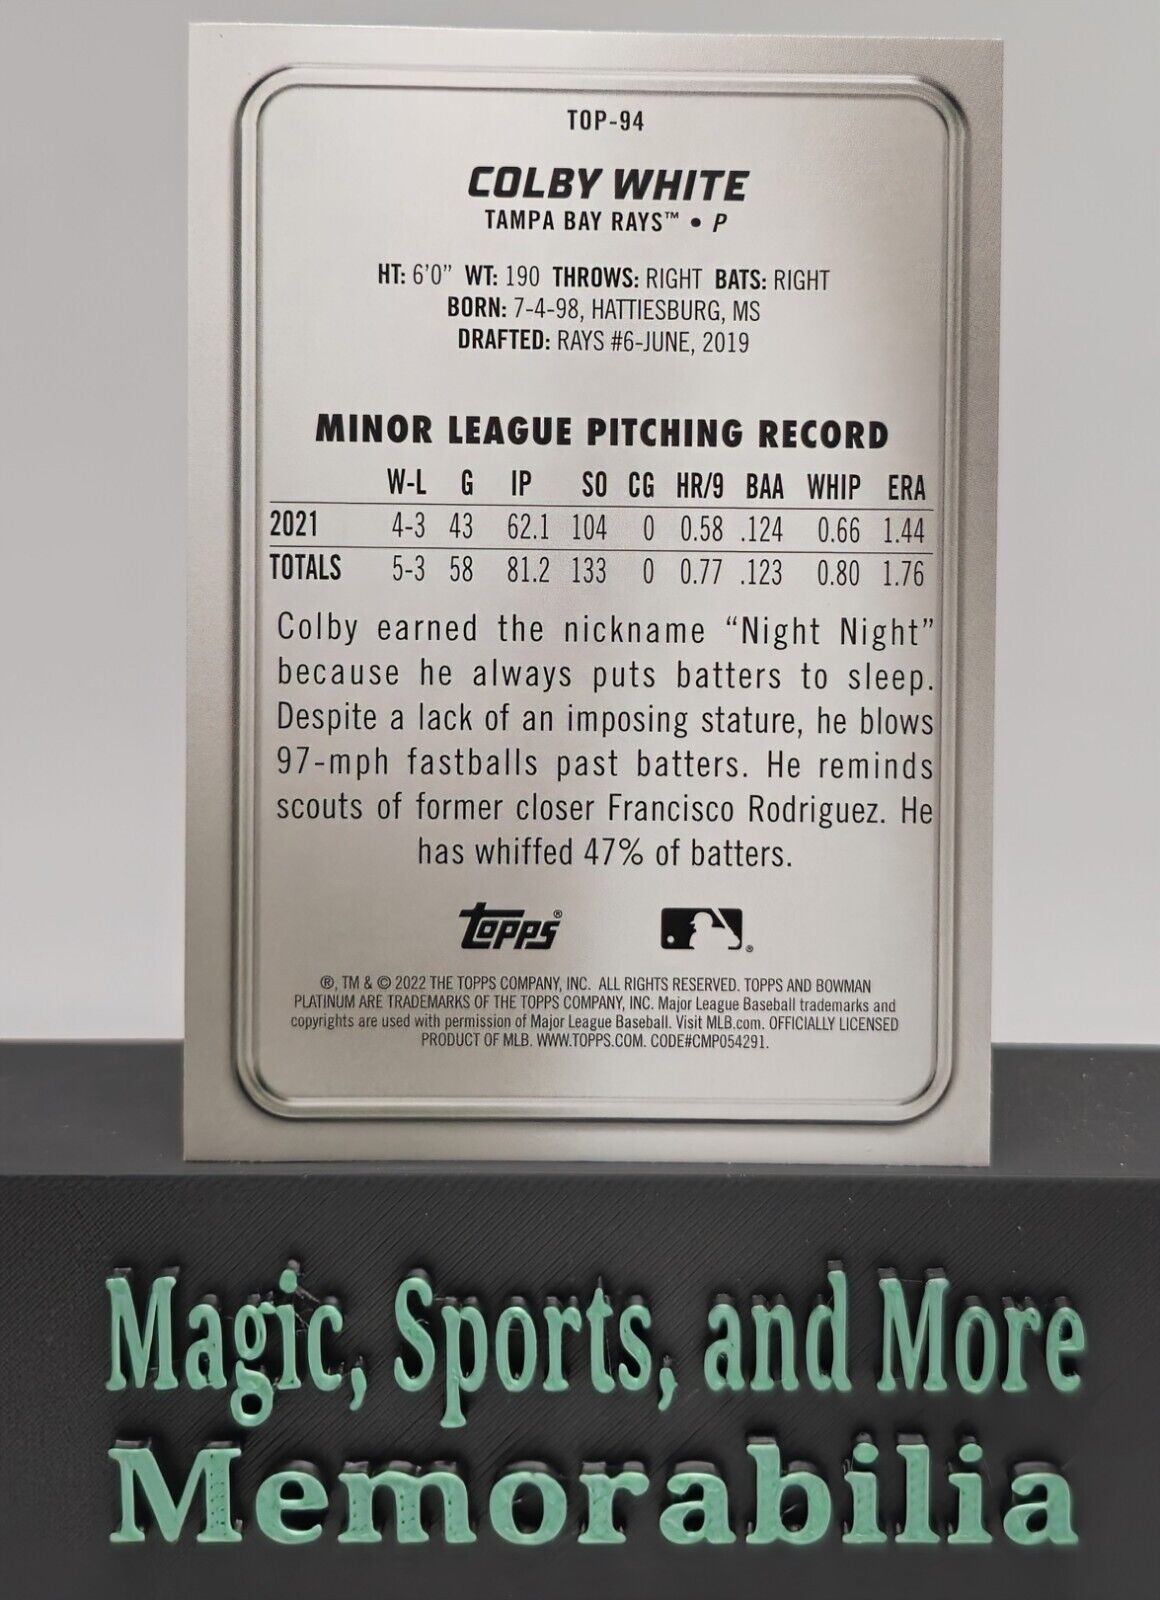 TOP-94
COLBY WHITE
TAMPA BAY RAYS™ • P
HT: 6'0" WT: 190 THROWS: RIGHT BATS: RIGHT
BORN: 7-4-98, HATTIESBURG, MS
DRAFTED: RAYS #6-JUNE, 2019
MINOR LEAGUE PITCHING RECORD
W-L G IP SO CG HR/9 BAA WHIP ERA
2021 4-3 43 62.1 104 0 0.58 .124 0.66 1.44
TOTALS 5-3 58 81.2 133 0 0.77 .123 0.80 1.76
Colby earned the nickname “Night Night”
because he always puts batters to sleep.
Despite a lack of an imposing stature, he blows
97-mph fastballs past batters. He reminds
scouts of former closer Francisco Rodriguez. He
has whiffed 47% of batters.
Topps® ®
®, TM & © 2022 THE TOPPS COMPANY, INC. ALL RIGHTS RESERVED. TOPPS AND BOWMAN
PLATINUM ARE TRADEMARKS OF THE TOPPS COMPANY, INC. Major League Baseball trademarks and
copyrights are used with permission of Major League Baseball. Visit MLB.com. OFFICIALLY LICENSED
PRODUCT OF MLB. WWW.TOPPS.COM. CODE#CMP054291.
Magic, Sports, and More
Memorabilia